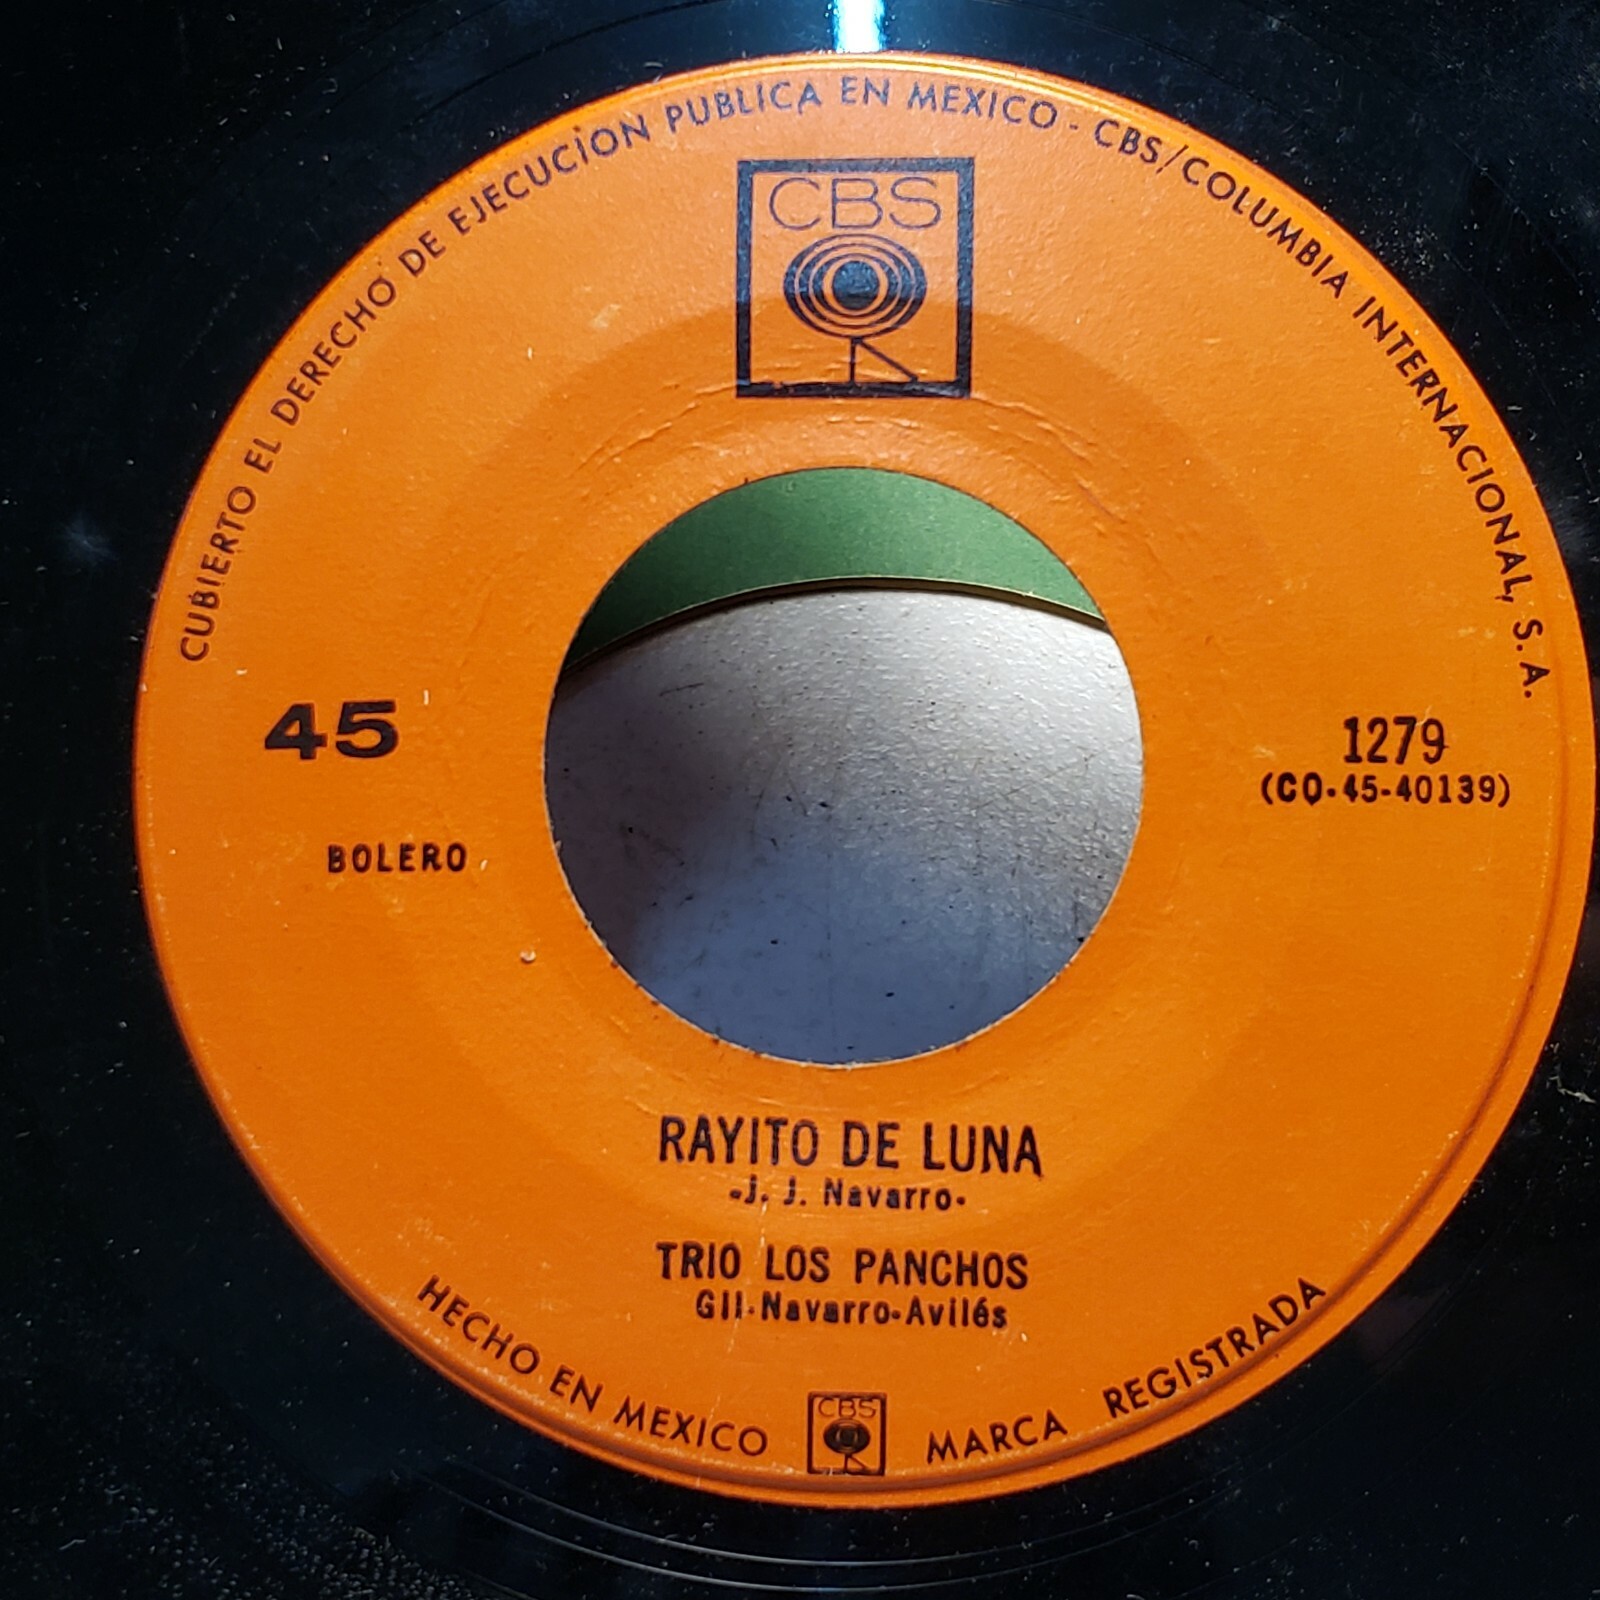 CUBIERTO EL DERECHO DE EJECUCION PUBLICA EN MEXICO - CBS/COLUMBIA INTERNACIONAL, S.A.
CBS
45
1279
(CO-45-40139)
BOLERO
RAYITO DE LUNA
-J. J. Navarro-
TRIO LOS PANCHOS
Gil-Navarro-Avilés
HECHO EN MEXICO
CBS
MARCA REGISTRADA